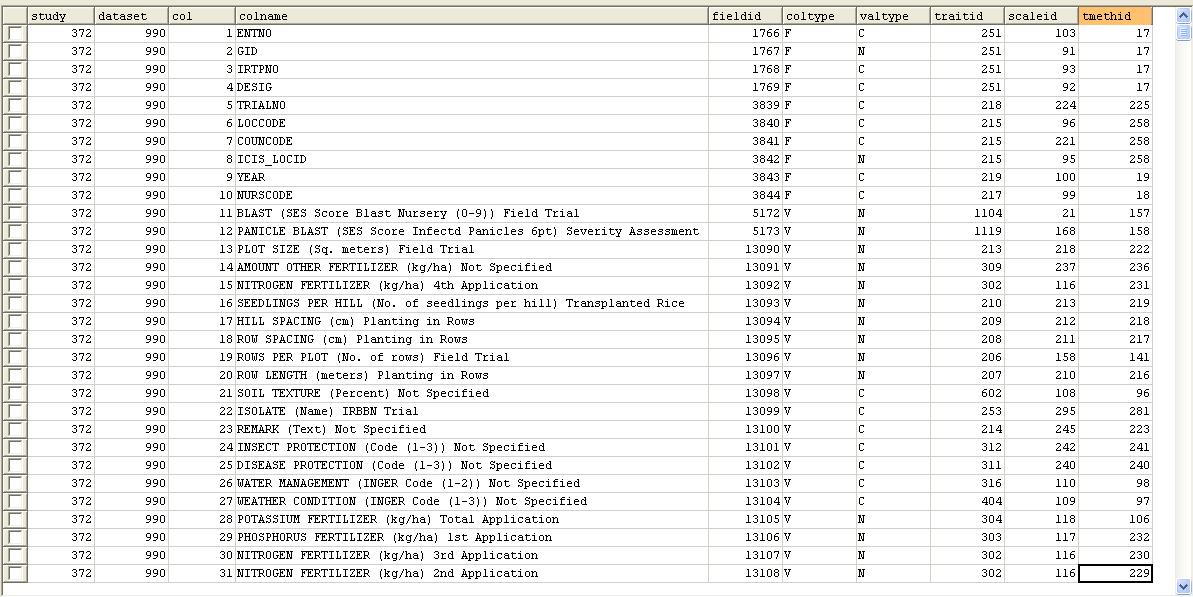 study dataset col colname fieldid coltype valtype traitid scaleid tmethid
372 990 1 ENTNO 1766 F C 251 103 17
372 990 2 GID 1767 F N 251 91 17
372 990 3 IRTPNO 1768 F C 251 93 17
372 990 4 DESIG 1769 F C 251 92 17
372 990 5 TRIALNO 3839 F C 218 224 225
372 990 6 LOCCODE 3840 F C 215 96 258
372 990 7 COUNCODE 3841 F C 215 221 258
372 990 8 ICIS_LOCID 3842 F N 215 95 258
372 990 9 YEAR 3843 F C 219 100 19
372 990 10 NURSCODE 3844 F C 217 99 18
372 990 11 BLAST (SES Score Blast Nursery (0-9)) Field Trial 5172 V N 1104 21 157
372 990 12 PANICLE BLAST (SES Score Infectd Panicles 6pt) Severity Assessment 5173 V N 1119 168 158
372 990 13 PLOT SIZE (Sq. meters) Field Trial 13090 V N 213 218 222
372 990 14 AMOUNT OTHER FERTILIZER (kg/ha) Not Specified 13091 V N 309 237 236
372 990 15 NITROGEN FERTILIZER (kg/ha) 4th Application 13092 V N 302 116 231
372 990 16 SEEDLINGS PER HILL (No. of seedlings per hill) Transplanted Rice 13093 V N 210 213 219
372 990 17 HILL SPACING (cm) Planting in Rows 13094 V N 209 212 218
372 990 18 ROW SPACING (cm) Planting in Rows 13095 V N 208 211 217
372 990 19 ROWS PER PLOT (No. of rows) Field Trial 13096 V N 206 158 141
372 990 20 ROW LENGTH (meters) Planting in Rows 13097 V N 207 210 216
372 990 21 SOIL TEXTURE (Percent) Not Specified 13098 V C 602 108 96
372 990 22 ISOLATE (Name) IRBBN Trial 13099 V C 253 295 281
372 990 23 REMARK (Text) Not Specified 13100 V C 214 245 223
372 990 24 INSECT PROTECTION (Code (1-3)) Not Specified 13101 V C 312 242 241
372 990 25 DISEASE PROTECTION (Code (1-3)) Not Specified 13102 V C 311 240 240
372 990 26 WATER MANAGEMENT (INGER Code (1-2)) Not Specified 13103 V C 316 110 98
372 990 27 WEATHER CONDITION (INGER Code (1-3)) Not Specified 13104 V C 404 109 97
372 990 28 POTASSIUM FERTILIZER (kg/ha) Total Application 13105 V N 304 118 106
372 990 29 PHOSPHORUS FERTILIZER (kg/ha) 1st Application 13106 V N 303 117 232
372 990 30 NITROGEN FERTILIZER (kg/ha) 3rd Application 13107 V N 302 116 230
372 990 31 NITROGEN FERTILIZER (kg/ha) 2nd Application 13108 V N 302 116 229